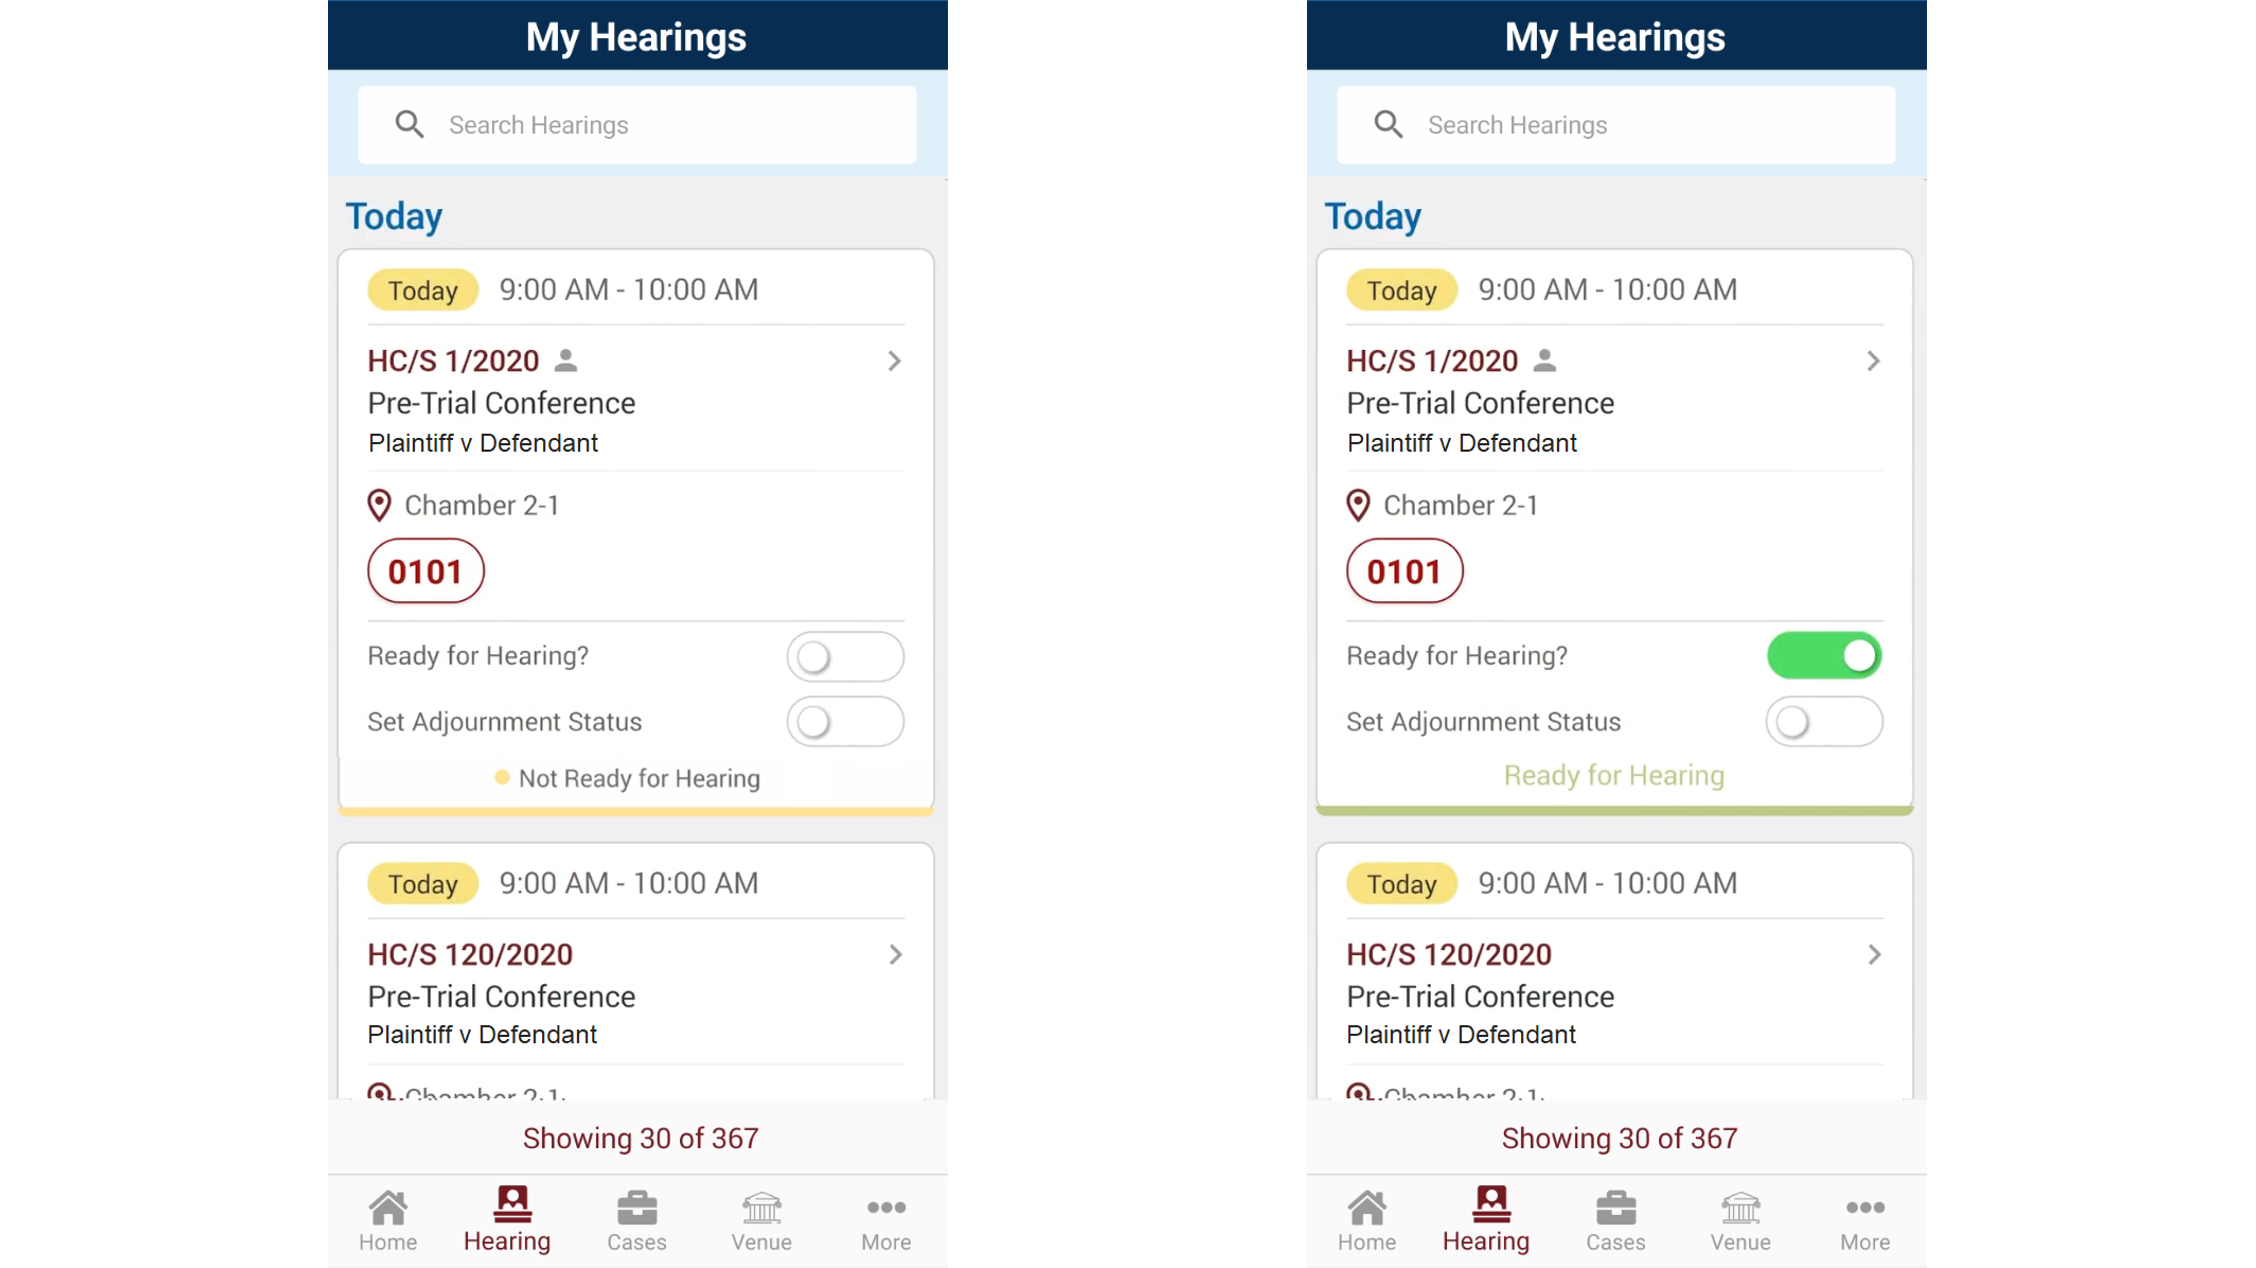 My Hearings
Search Hearings
Today
Today 9:00 AM - 10:00 AM
HC/S 1/2020
Pre-Trial Conference
Plaintiff v Defendant
Chamber 2-1
0101
Ready for Hearing?
Set Adjournment Status
Not Ready for Hearing
Today 9:00 AM - 10:00 AM
HC/S 120/2020
Pre-Trial Conference
Plaintiff v Defendant
Chamber 2-1
Showing 30 of 367
Home Hearing Cases Venue More
My Hearings
Search Hearings
Today
Today 9:00 AM - 10:00 AM
HC/S 1/2020
Pre-Trial Conference
Plaintiff v Defendant
Chamber 2-1
0101
Ready for Hearing?
Set Adjournment Status
Ready for Hearing
Today 9:00 AM - 10:00 AM
HC/S 120/2020
Pre-Trial Conference
Plaintiff v Defendant
Chamber 2-1
Showing 30 of 367
Home Hearing Cases Venue More